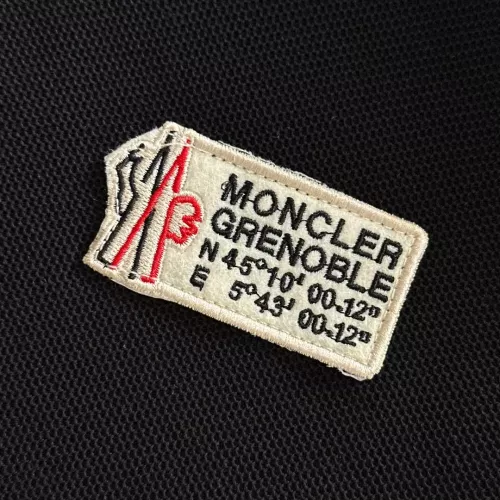 MONCLER
GRENOBLE
N 45°10' 00.12"
E 5°43' 00.12"